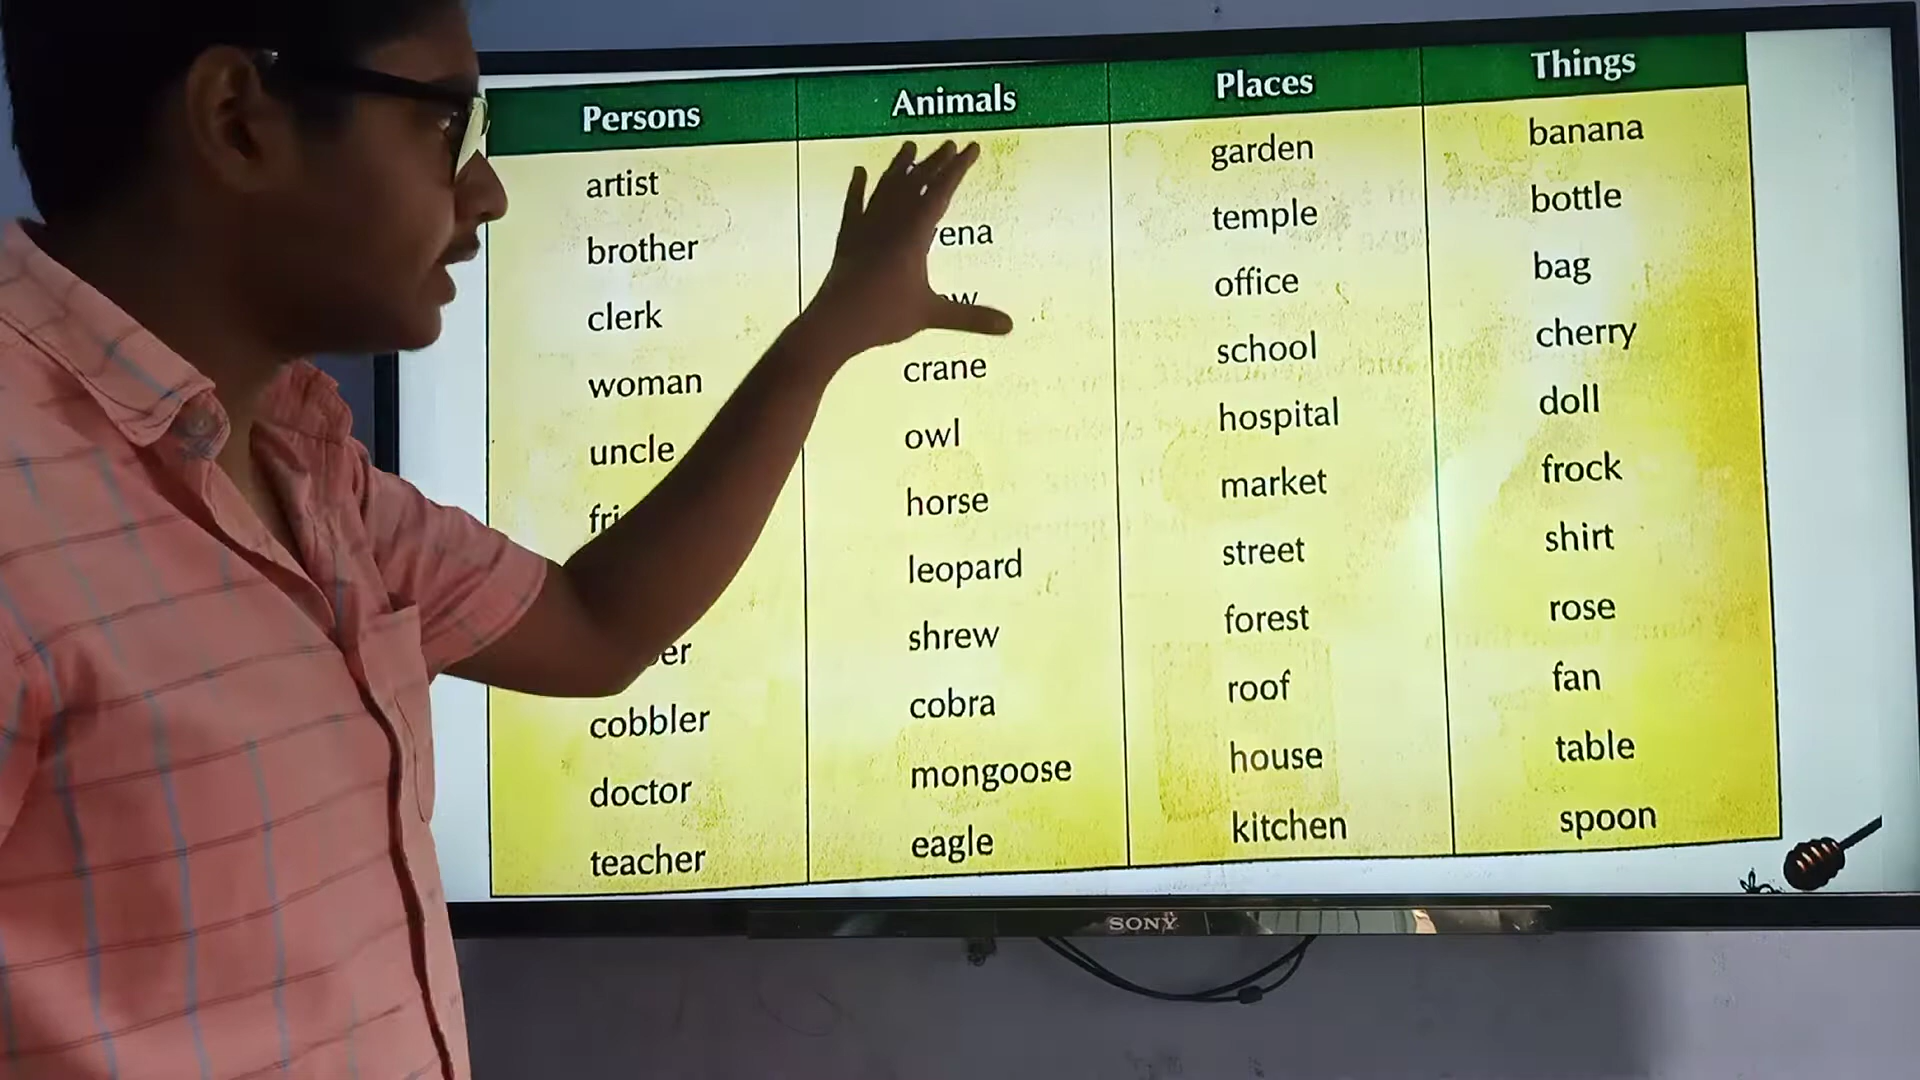 Persons Animals Places Things
artist garden banana
brother temple bottle
clerk office bag
woman crane school cherry
uncle owl hospital doll
horse market frock
leopard street shirt
shrew forest rose
cobbler cobra roof fan
doctor mongoose house table
teacher eagle kitchen spoon
SONY